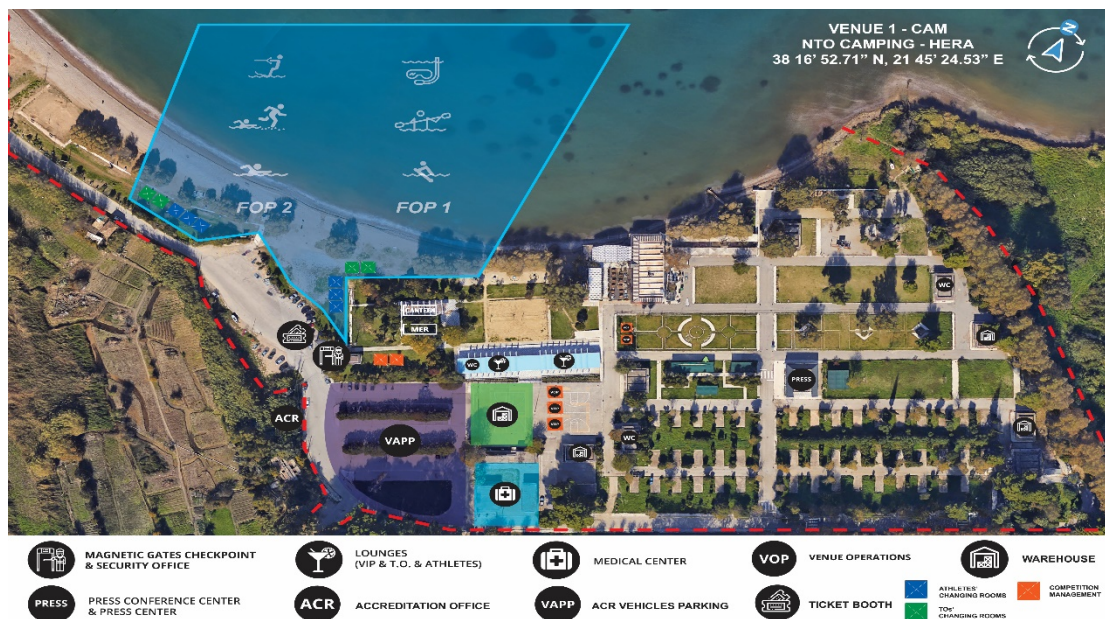 VENUE 1 - CAM
NTO CAMPING - HERA
38 16' 52.71" N, 21 45' 24.53" E
N
FOP 2
FOP 1
CANTEEN
MER
WC
WC
PRESS
ACR
VAPP
VOP
VOP
VOP
WC
MAGNETIC GATES CHECKPOINT
& SECURITY OFFICE
LOUNGES
(VIP & T.O. & ATHLETES)
MEDICAL CENTER
VOP
VENUE OPERATIONS
WAREHOUSE
PRESS
PRESS CONFERENCE CENTER
& PRESS CENTER
ACR
ACCREDITATION OFFICE
VAPP
ACR VEHICLES PARKING
TICKET BOOTH
ATHLETES'
CHANGING ROOMS
COMPETITION
MANAGEMENT
TOs'
CHANGING ROOMS